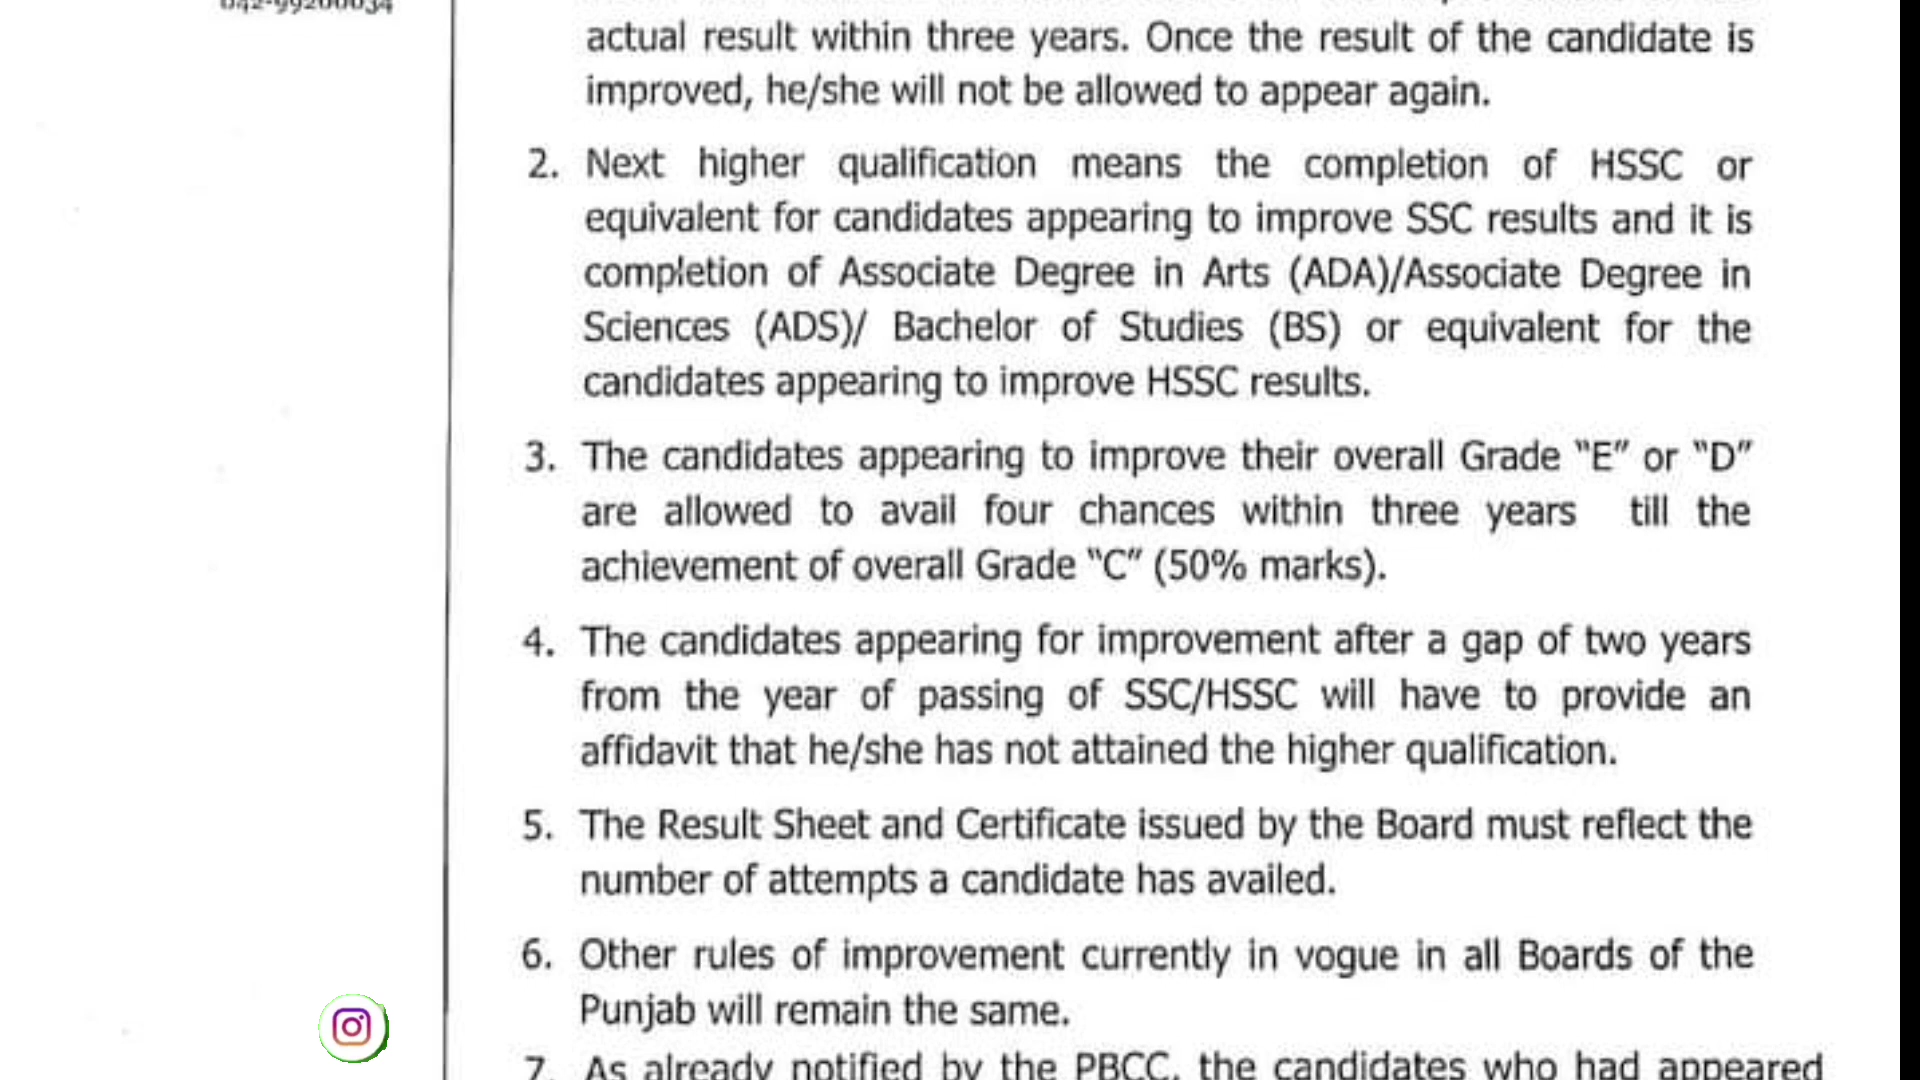 042-99200034
actual result within three years. Once the result of the candidate is
improved, he/she will not be allowed to appear again.
2. Next higher qualification means the completion of HSSC or
equivalent for candidates appearing to improve SSC results and it is
completion of Associate Degree in Arts (ADA)/Associate Degree in
Sciences (ADS)/ Bachelor of Studies (BS) or equivalent for the
candidates appearing to improve HSSC results.
3. The candidates appearing to improve their overall Grade "E" or "D"
are allowed to avail four chances within three years till the
achievement of overall Grade "C" (50% marks).
4. The candidates appearing for improvement after a gap of two years
from the year of passing of SSC/HSSC will have to provide an
affidavit that he/she has not attained the higher qualification.
5. The Result Sheet and Certificate issued by the Board must reflect the
number of attempts a candidate has availed.
6. Other rules of improvement currently in vogue in all Boards of the
Punjab will remain the same.
7. As already notified by the PBCC, the candidates who had appeared